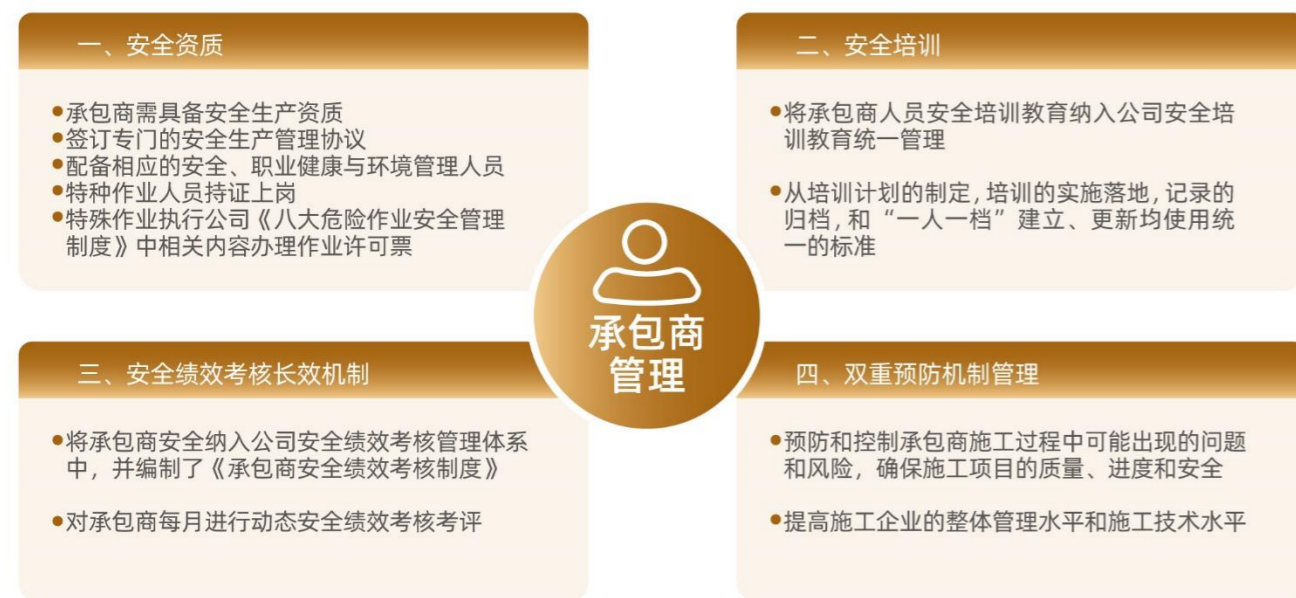 一、安全资质
●承包商需具备安全生产资质
●签订专门的安全生产管理协议
●配备相应的安全、职业健康与环境管理人员
●特种作业人员持证上岗
●特殊作业执行公司《八大危险作业安全管理
制度》中相关内容办理作业许可票
二、安全培训
●将承包商人员安全培训教育纳入公司安全培
训教育统一管理
●从培训计划的制定,培训的实施落地,记录的
归档,和“一人一档”建立、更新均使用统
一的标准
承包商
管理
三、安全绩效考核长效机制
●将承包商安全纳入公司安全绩效考核管理体系
中，并编制了《承包商安全绩效考核制度》
●对承包商每月进行动态安全绩效考核考评
四、双重预防机制管理
●预防和控制承包商施工过程中可能出现的问题
和风险，确保施工项目的质量、进度和安全
●提高施工企业的整体管理水平和施工技术水平